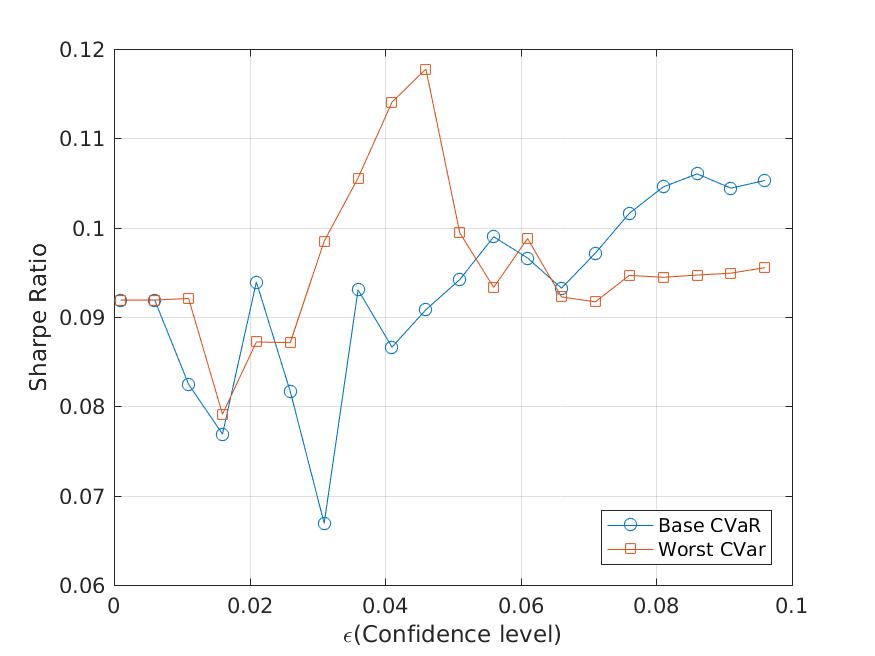 0.12
0.11
0.1
0.09
0.08
0.07
0.06
Sharpe Ratio
Base CVaR
Worst CVar
0 0.02 0.04 0.06 0.08 0.1
ϵ(Confidence level)